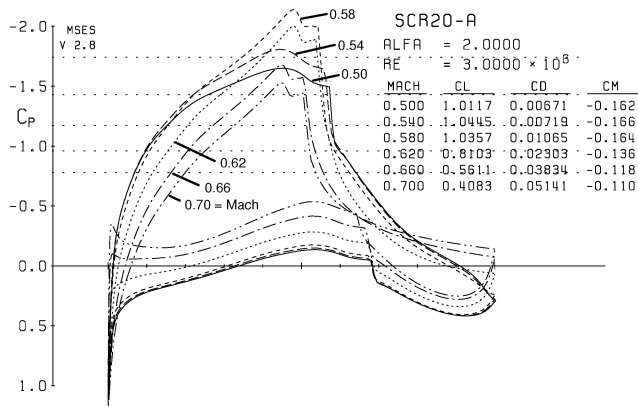 MSES
V 2.8
SCR20-A
ALFA = 2.0000
RE = 3.0000 × 10⁶
MACH CL CD CM
0.500 1.0117 0.00671 -0.162
0.540 1.0445 0.00719 -0.166
0.580 1.0357 0.01065 -0.164
0.620 0.8103 0.02303 -0.136
0.660 0.5611 0.03834 -0.118
0.700 0.4083 0.05141 -0.110
-2.0
-1.5
CP
-1.0
-0.5
0.0
0.5
1.0
0.58
0.54
0.50
0.62
0.66
0.70 = Mach